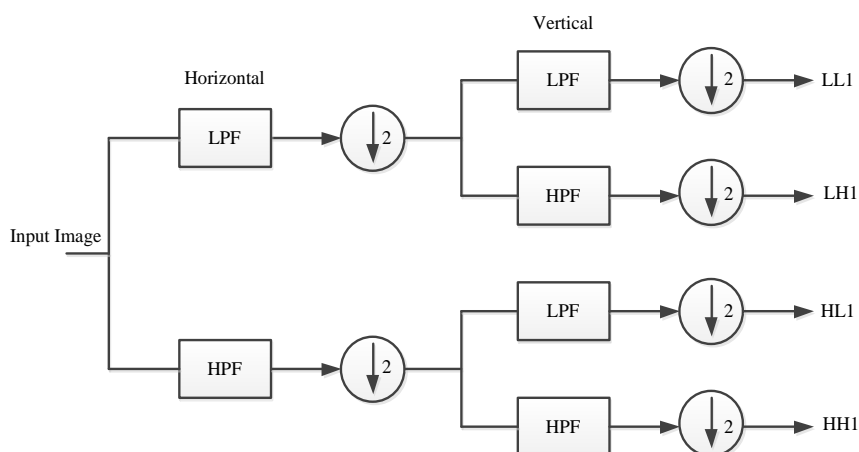 Vertical
Horizontal
LPF
2
LL1
LPF
2
HPF
2
LH1
Input Image
LPF
2
HL1
HPF
2
HPF
2
HH1